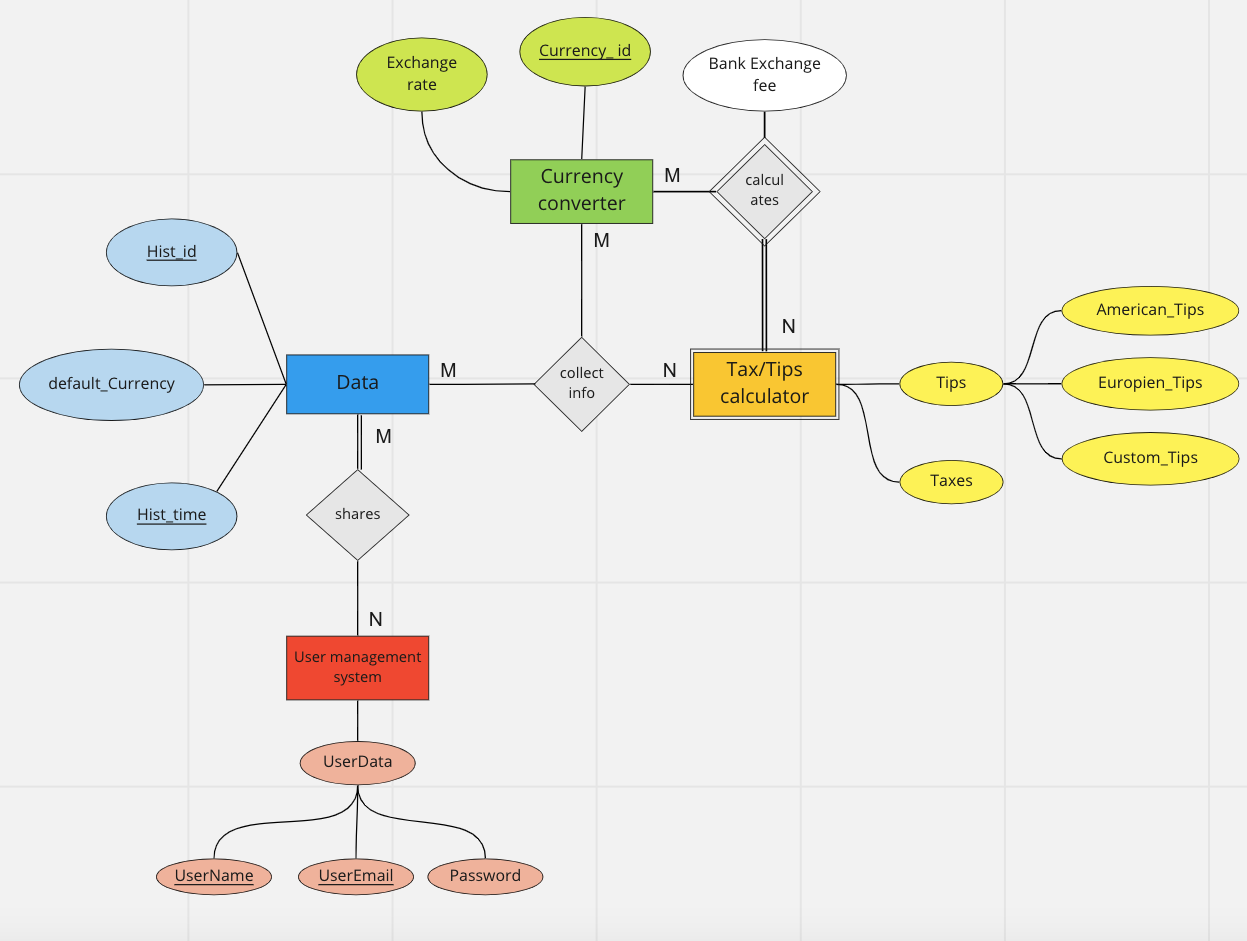 Exchange
rate
Currency_ id
Bank Exchange
fee
Currency
converter
M
calcul
ates
M
Hist_id
N
American_Tips
default_Currency
Data
M
collect
info
N
Tax/Tips
calculator
Tips
Europien_Tips
M
Custom_Tips
Taxes
Hist_time
shares
N
User management
system
UserData
UserName
UserEmail
Password